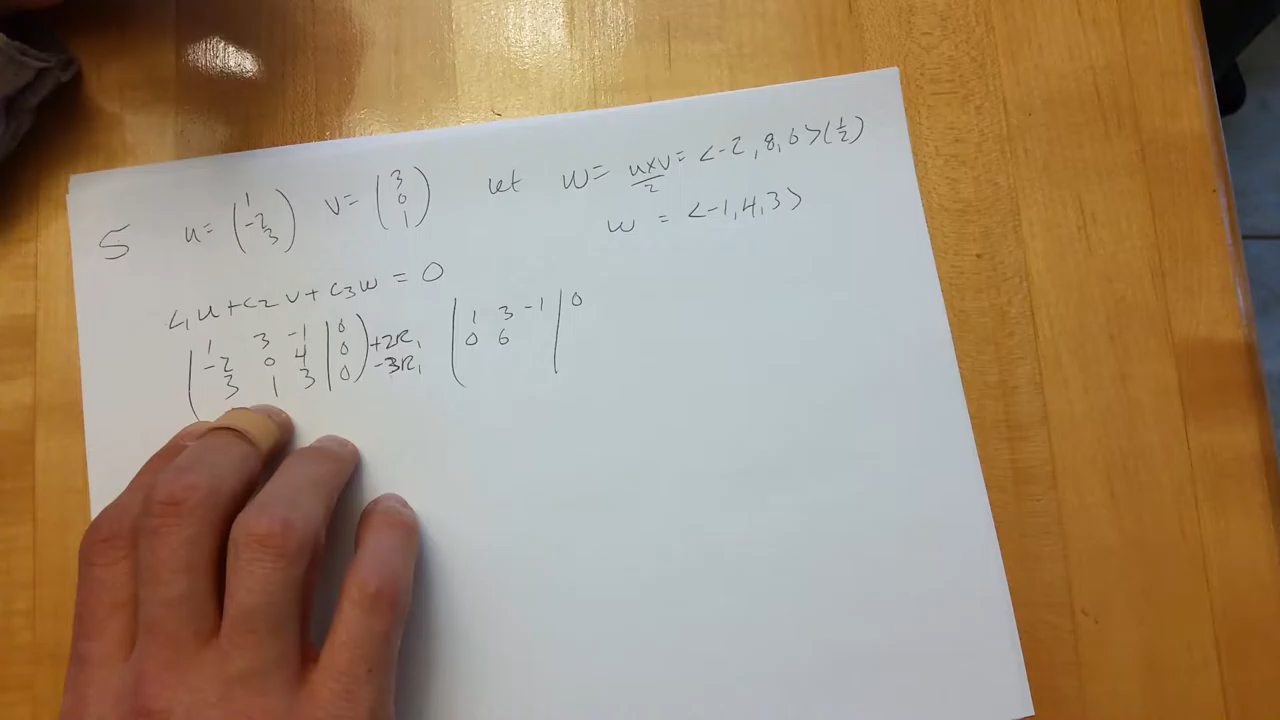 5 u = (1 -2 3) v = (3 0 1) let w = u×v/2 = <-2, 8, 6>(1/2)
w = <-1, 4, 3>
c₁u + c₂v + c₃w = 0
( 1 3 -1 | 0 ) ( 1 3 -1 | 0
-2 0 4 | 0 +2R₁ 0 6
3 1 3 | 0 -3R₁